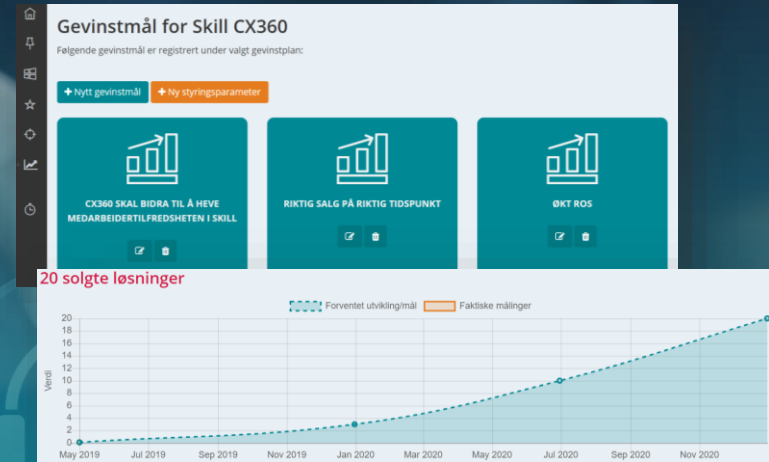 Gevinstmål for Skill CX360
Følgende gevinstmål er registrert under valgt gevinstplan:
+ Nytt gevinstmål
+ Ny styringsparameter
CX360 SKAL BIDRA TIL Å HEVE
MEDARBEIDERTILFREDSHETEN I SKILL
RIKTIG SALG PÅ RIKTIG TIDSPUNKT
ØKT ROS
20 solgte løsninger
Forventet utvikling/mål
Faktiske målinger
Verdi
20
18
16
14
12
10
8
6
4
2
0
May 2019
Jul 2019
Sep 2019
Nov 2019
Jan 2020
Mar 2020
May 2020
Jul 2020
Sep 2020
Nov 2020